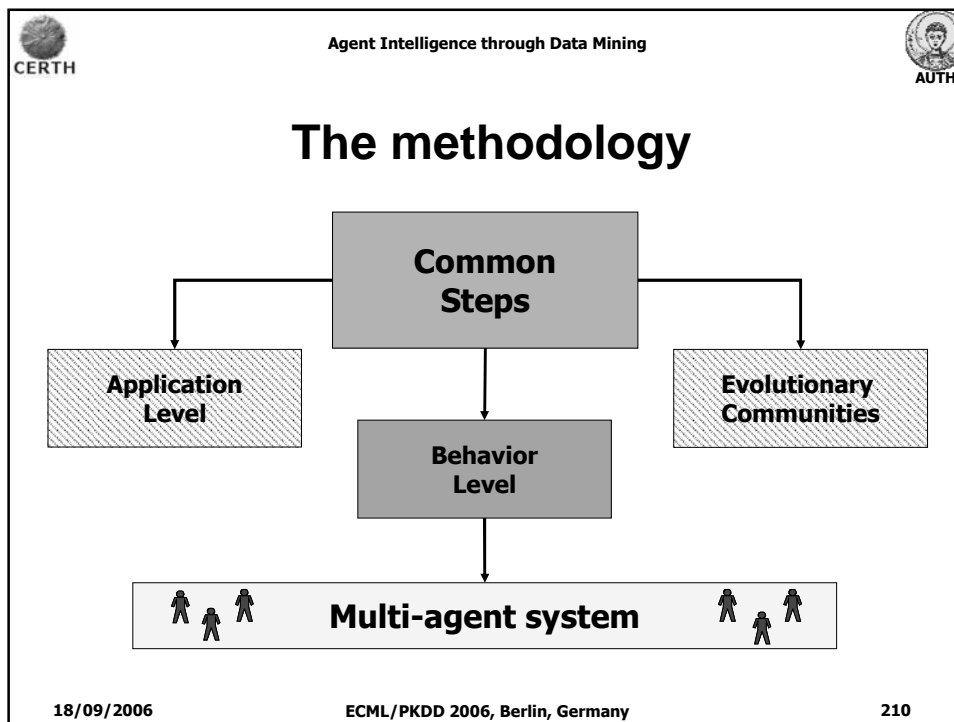 CERTH
Agent Intelligence through Data Mining
AUTH
The methodology
Common
Steps
Application
Level
Evolutionary
Communities
Behavior
Level
Multi-agent system
18/09/2006
ECML/PKDD 2006, Berlin, Germany
210